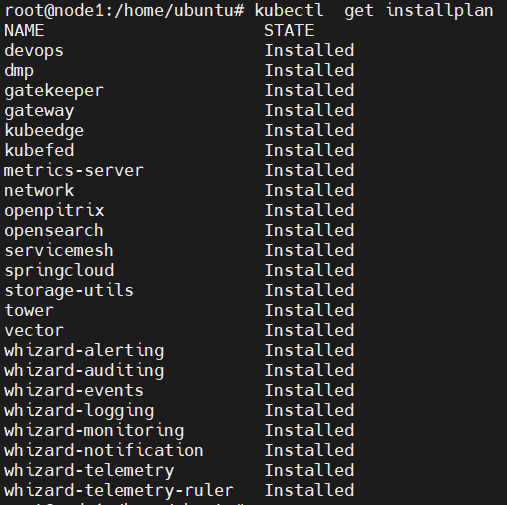 root@node1:/home/ubuntu# kubectl  get installplan
NAME                       STATE
devops                     Installed
dmp                        Installed
gatekeeper                 Installed
gateway                    Installed
kubeedge                   Installed
kubefed                    Installed
metrics-server             Installed
network                    Installed
openpitrix                 Installed
opensearch                 Installed
servicemesh                Installed
springcloud                Installed
storage-utils              Installed
tower                      Installed
vector                     Installed
whizard-alerting           Installed
whizard-auditing           Installed
whizard-events             Installed
whizard-logging            Installed
whizard-monitoring         Installed
whizard-notification       Installed
whizard-telemetry          Installed
whizard-telemetry-ruler    Installed